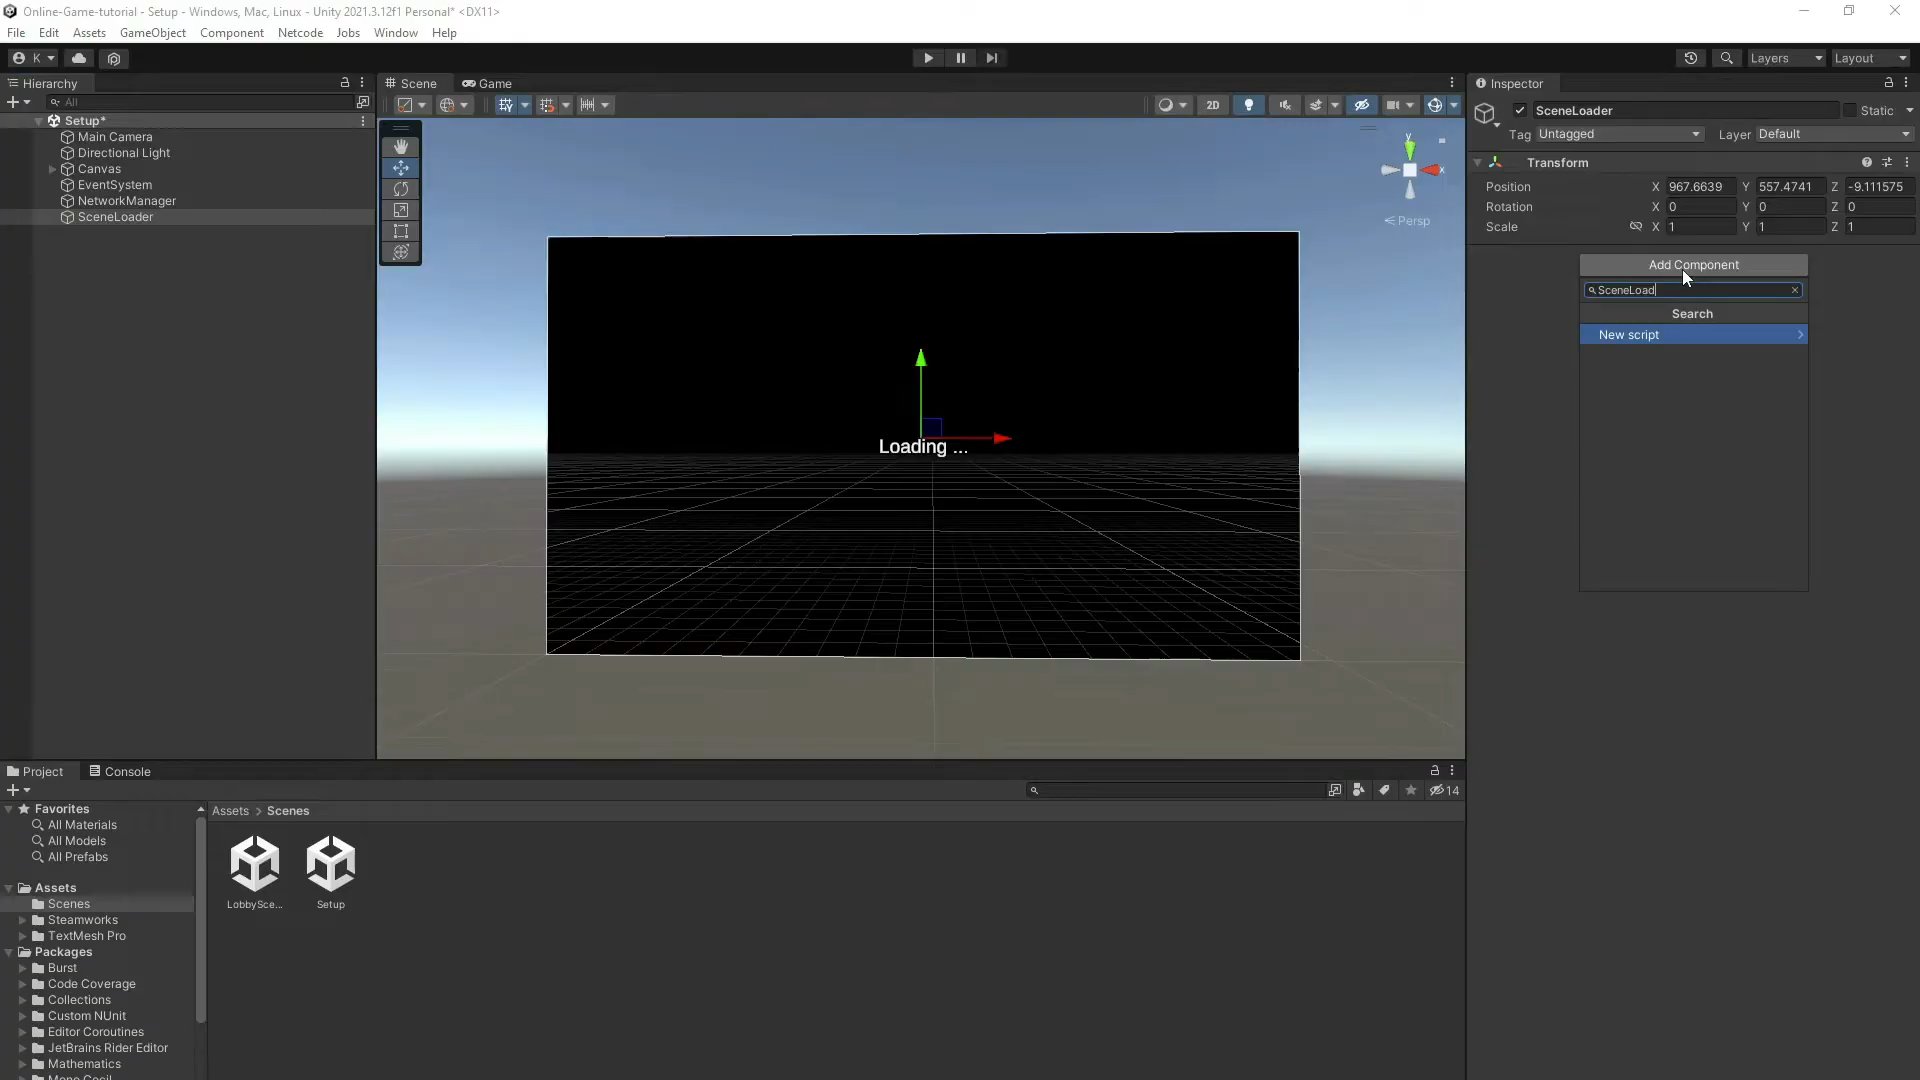 Online-Game-tutorial - Setup - Windows, Mac, Linux - Unity 2021.3.12f1 Personal* <DX11>
File Edit Assets GameObject Component Netcode Jobs Window Help
K Layers Layout
Hierarchy
All
Setup*
Main Camera
Directional Light
Canvas
EventSystem
NetworkManager
SceneLoader
Scene Game
2D
y
x
Persp
Loading ...
Inspector
SceneLoader Static
Tag Untagged Layer Default
Transform
Position X 967.6639 Y 557.4741 Z -9.111575
Rotation X 0 Y 0 Z 0
Scale X 1 Y 1 Z 1
Add Component
SceneLoad
Search
New script
Project Console
14
Favorites
All Materials
All Models
All Prefabs
Assets
Scenes
Steamworks
TextMesh Pro
Packages
Burst
Code Coverage
Collections
Custom NUnit
Editor Coroutines
JetBrains Rider Editor
Mathematics
Assets > Scenes
LobbySce...
Setup